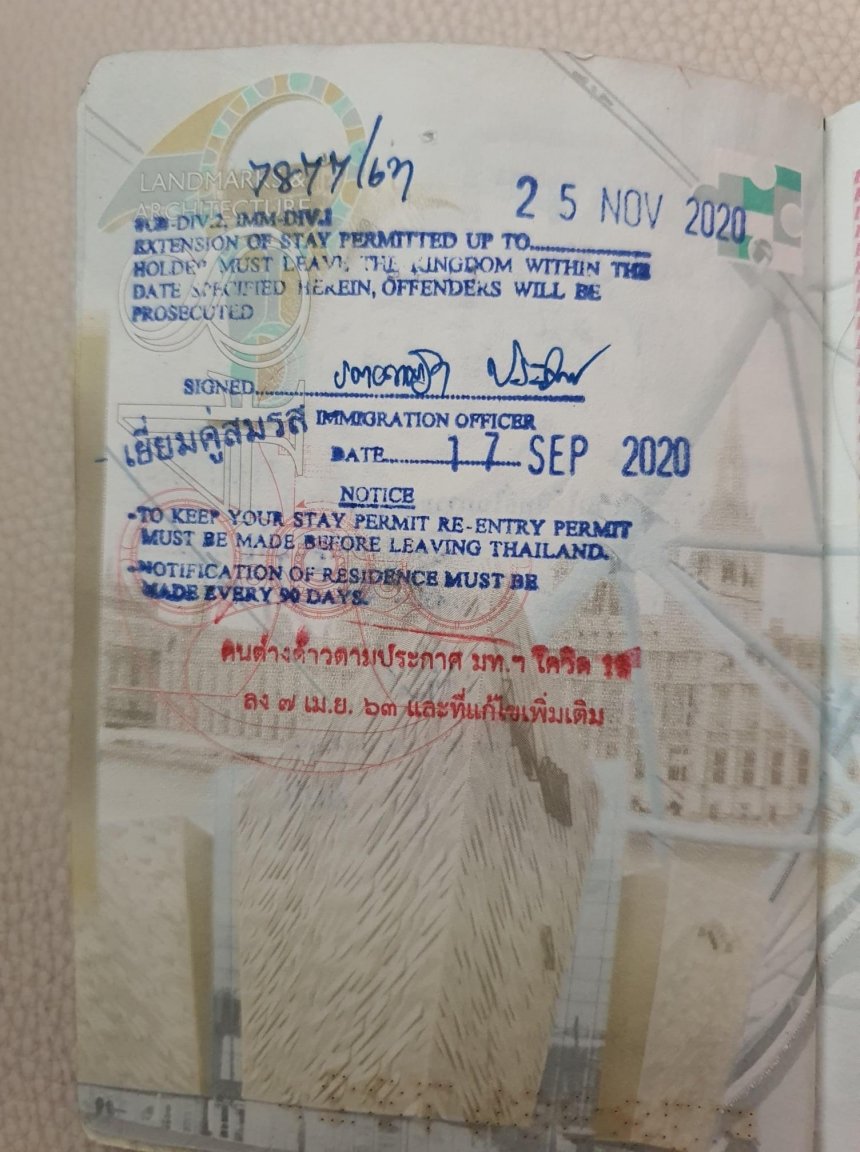 LANDMARKS &
ARCHITECTURE
7877/67
25 NOV 2020
SUB-DIV.2, IMM-DIV.1
EXTENSION OF STAY PERMITTED UP TO
HOLDER MUST LEAVE THE KINGDOM WITHIN THE
DATE SPECIFIED HEREIN, OFFENDERS WILL BE
PROSECUTED
SIGNED
IMMIGRATION OFFICER
เยี่ยมคู่สมรส
DATE 17 SEP 2020
NOTICE
-TO KEEP YOUR STAY PERMIT RE-ENTRY PERMIT
MUST BE MADE BEFORE LEAVING THAILAND.
-NOTIFICATION OF RESIDENCE MUST BE
MADE EVERY 90 DAYS.
คนต่างด้าวตามประกาศ มท.ฯ โควิด 19
ลง ๗ เม.ย. ๖๓ และที่แก้ไขเพิ่มเติม